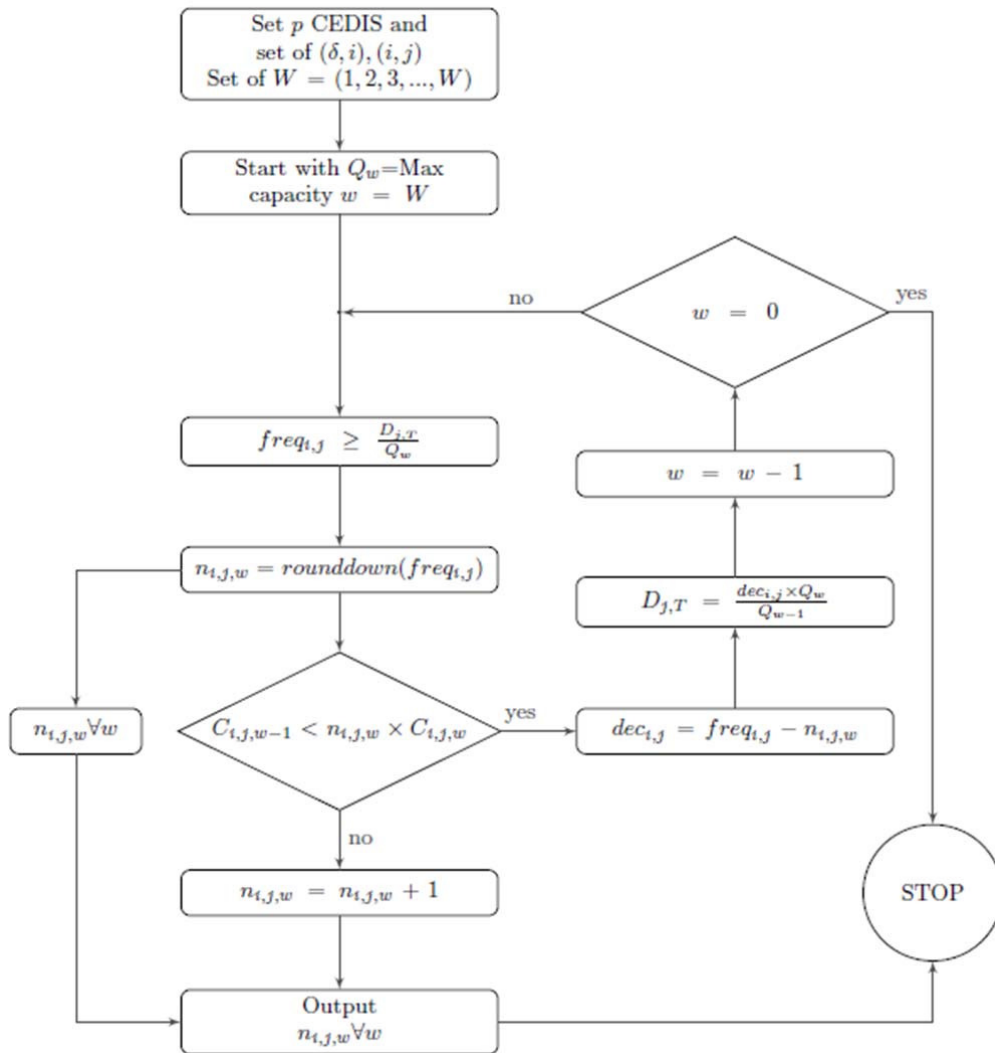 Set p CEDIS and
set of (δ, i), (i, j)
Set of W = (1, 2, 3, ..., W)
Start with Q_w=Max
capacity w = W
no
yes
w = 0
freq_{i,j} ≥ \frac{D_{j,T}}{Q_w}
w = w − 1
n_{i,j,w} = rounddown(freq_{i,j})
D_{j,T} = \frac{dec_{i,j} × Q_w}{Q_{w−1}}
n_{i,j,w}∀w
C_{i,j,w−1} < n_{i,j,w} × C_{i,j,w}
yes
dec_{i,j} = freq_{i,j} − n_{i,j,w}
no
n_{i,j,w} = n_{i,j,w} + 1
STOP
Output
n_{i,j,w}∀w